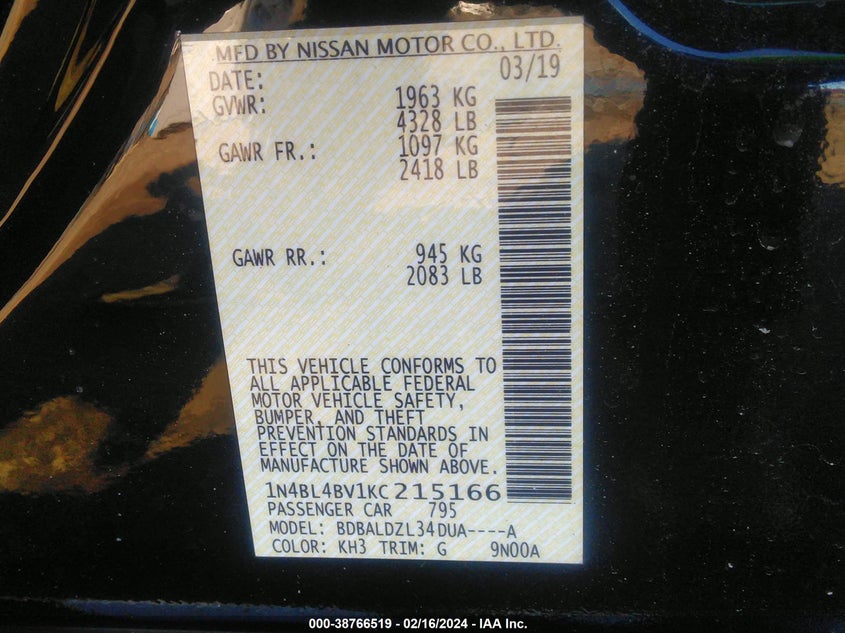 MFD BY NISSAN MOTOR CO., LTD.
DATE: 03/19
GVWR: 1963 KG
4328 LB
GAWR FR.: 1097 KG
2418 LB
GAWR RR.: 945 KG
2083 LB
THIS VEHICLE CONFORMS TO
ALL APPLICABLE FEDERAL
MOTOR VEHICLE SAFETY,
BUMPER, AND THEFT
PREVENTION STANDARDS IN
EFFECT ON THE DATE OF
MANUFACTURE SHOWN ABOVE.
1N4BL4BV1KC215166
PASSENGER CAR 795
MODEL: BDBALDZL34DUA----A
COLOR: KH3 TRIM: G 9N00A
000-38766519 / 02/16/2024 - IAA Inc.